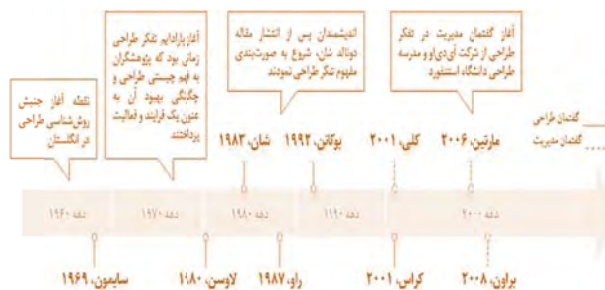 آغاز گفتمان مدیریت در تفکر
طراحی از شرکت آی‌دی‌او و مدرسه
طراحی دانشگاه استنفورد
اندیشمندان پس از انتشار مقاله
دونالد شان، شروع به صورت‌بندی
مفهوم تفکر طراحی نمودند
آغاز پارادایم تفکر طراحی
زمانی بود که پژوهشگران
به فهم چیستی طراحی و
چگونگی بهبود آن به
عنون یک فرایند و فعالیت
پرداختند
نقطه آغاز جنبش
روش‌شناسی طراحی
در انگلستان
گفتمان طراحی
گفتمان مدیریت
شان، ۱۹۸۳
بوکانن، ۱۹۹۲
کلی، ۲۰۰۱
مارتین، ۲۰۰۶
دهه ۱۹۶۰
دهه ۱۹۷۰
دهه ۱۹۸۰
دهه ۱۱۹۰
دهه ۲۰۰۰
سایمون، ۱۹۶۹
لاوسن، ۱۹۸۰
راو، ۱۹۸۷
کراس، ۲۰۰۱
براون، ۲۰۰۸